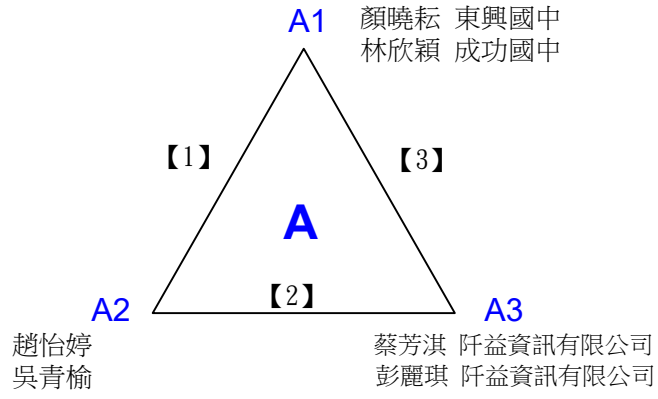 A1
顏曉耘 東興國中
林欣穎 成功國中
【1】
【3】
A
【2】
A2
A3
趙怡婷
吳青榆
蔡芳淇 阡益資訊有限公司
彭麗琪 阡益資訊有限公司